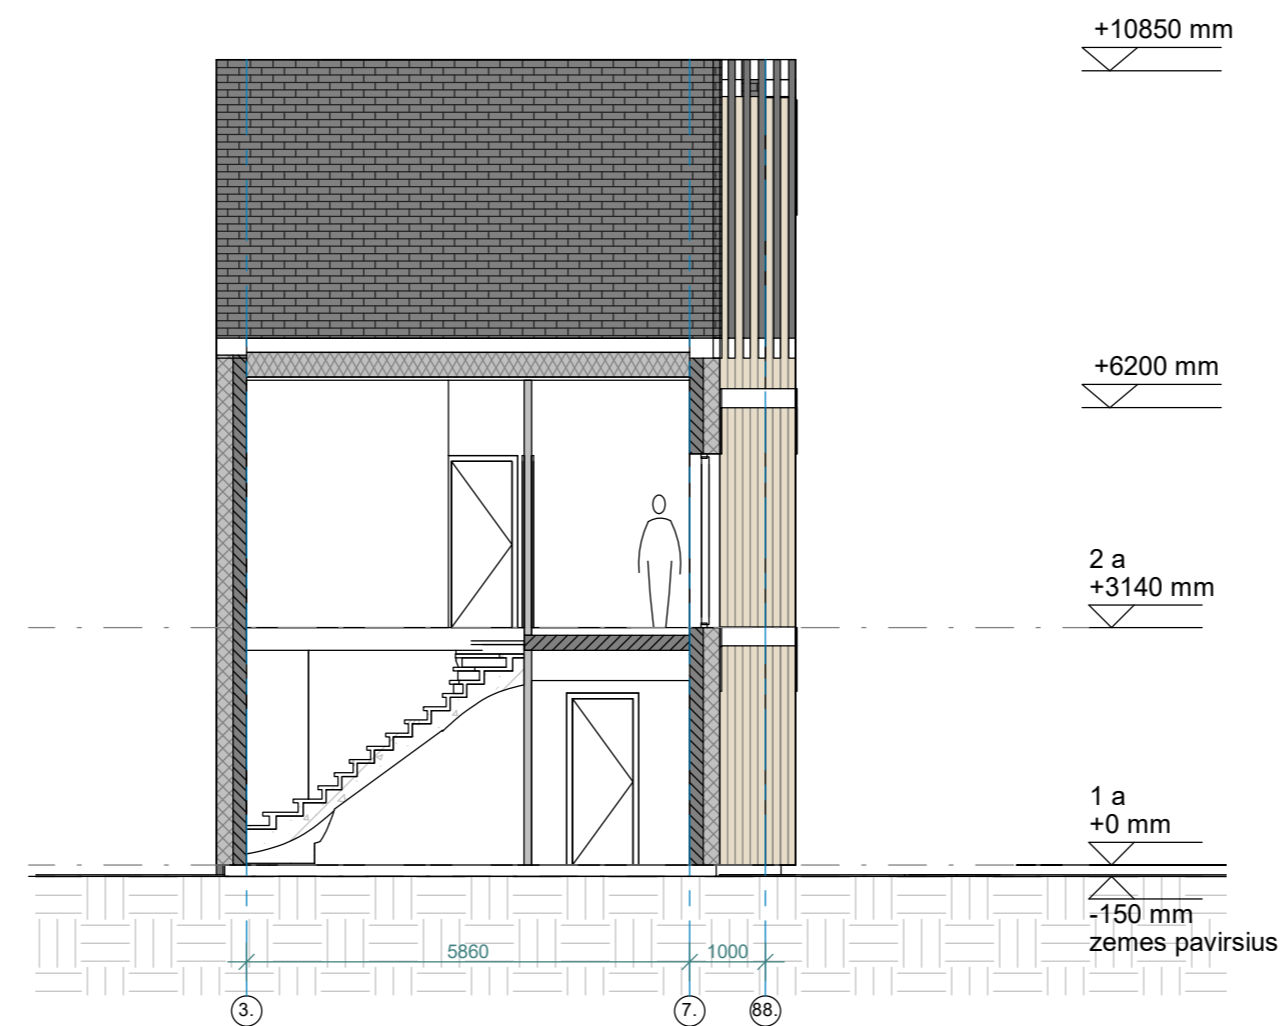 +10850 mm
+6200 mm
2 a
+3140 mm
1 a
+0 mm
-150 mm
zemes pavirsius
5860
1000
3.
7.
88.